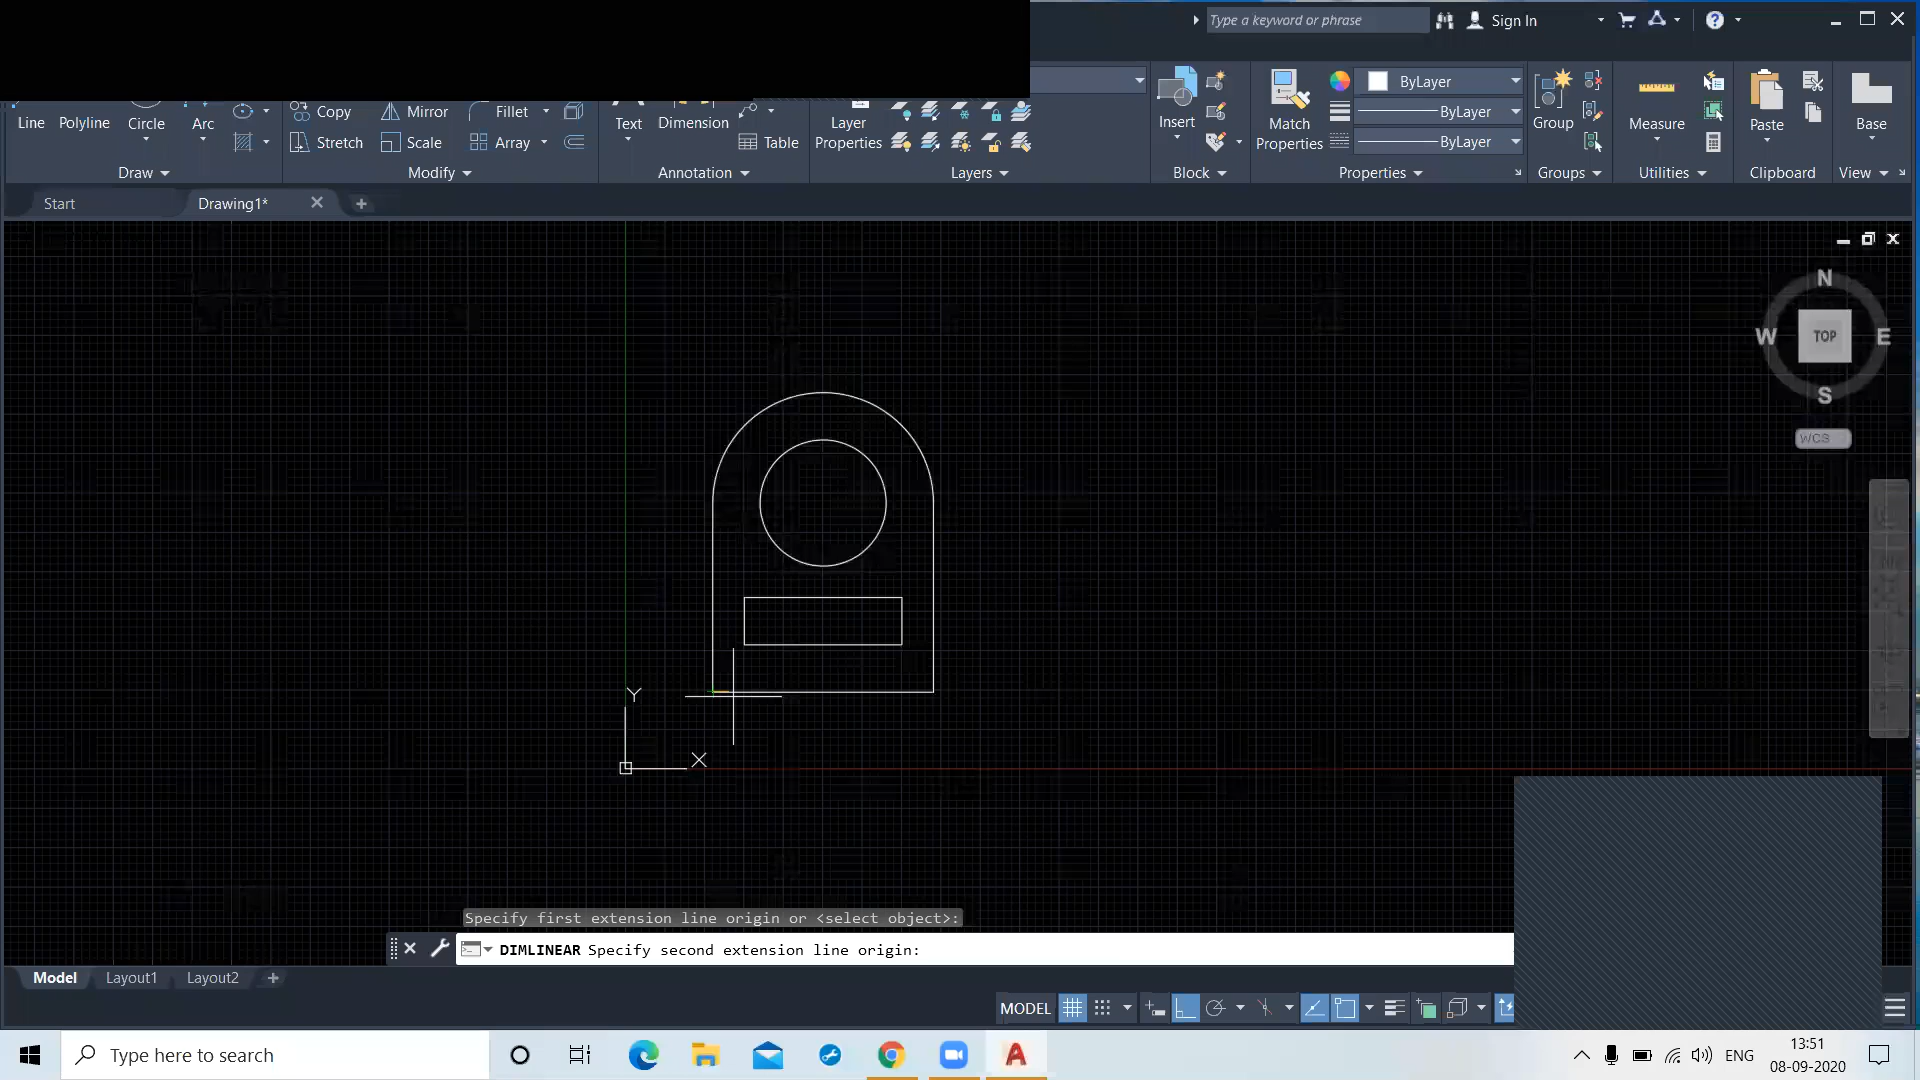 Type a keyword or phrase
Sign In
Line
Polyline
Circle
Arc
Copy
Mirror
Fillet
Stretch
Scale
Array
Text
Dimension
Table
Layer
Properties
Insert
Match
Properties
ByLayer
ByLayer
ByLayer
Group
Measure
Paste
Base
Draw
Modify
Annotation
Layers
Block
Properties
Groups
Utilities
Clipboard
View
Start
Drawing1*
N
W
TOP
E
S
WCS
Y
X
Specify first extension line origin or <select object>:
DIMLINEAR Specify second extension line origin:
Model
Layout1
Layout2
MODEL
Type here to search
ENG
13:51
08-09-2020